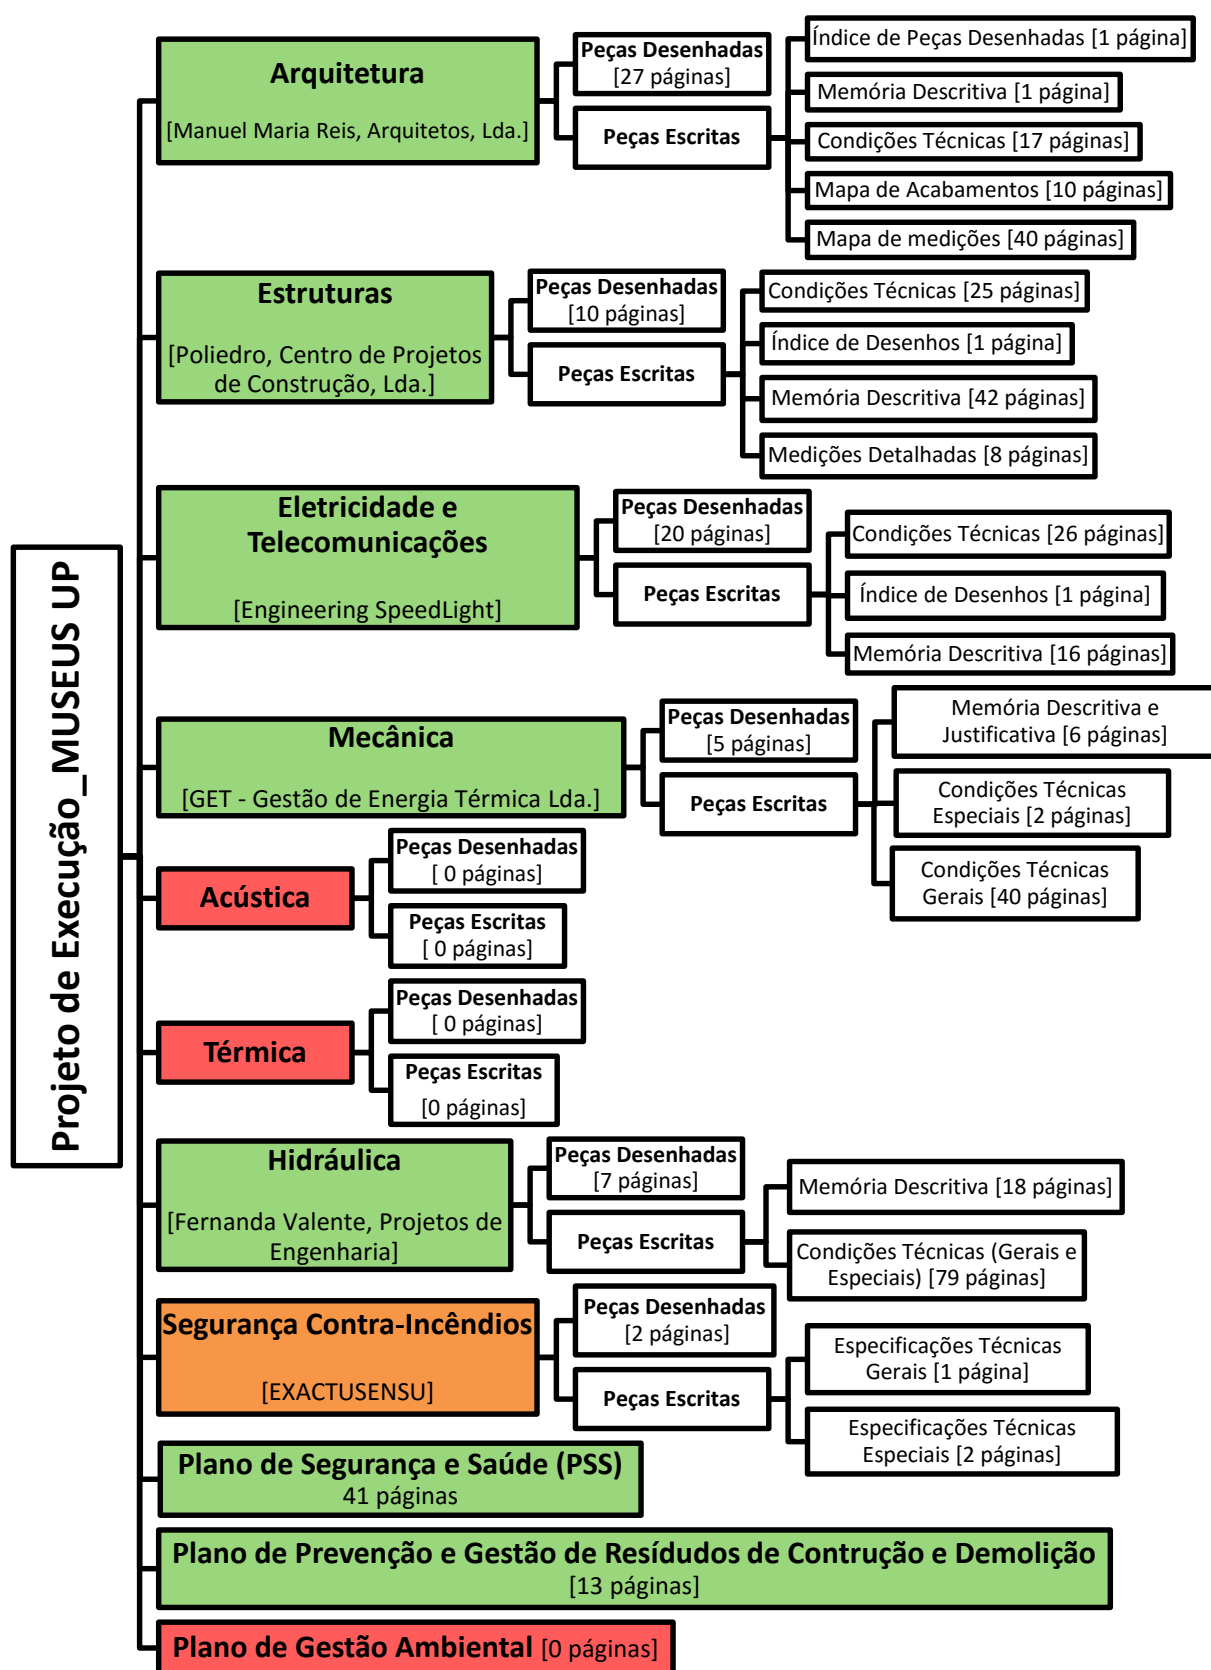 Projeto de Execução_MUSEUS UP
Arquitetura
[Manuel Maria Reis, Arquitetos, Lda.]
Peças Desenhadas
[27 páginas]
Peças Escritas
Índice de Peças Desenhadas [1 página]
Memória Descritiva [1 página]
Condições Técnicas [17 páginas]
Mapa de Acabamentos [10 páginas]
Mapa de medições [40 páginas]
Estruturas
[Poliedro, Centro de Projetos
de Construção, Lda.]
Peças Desenhadas
[10 páginas]
Peças Escritas
Condições Técnicas [25 páginas]
Índice de Desenhos [1 página]
Memória Descritiva [42 páginas]
Medições Detalhadas [8 páginas]
Eletricidade e
Telecomunicações
[Engineering SpeedLight]
Peças Desenhadas
[20 páginas]
Peças Escritas
Condições Técnicas [26 páginas]
Índice de Desenhos [1 página]
Memória Descritiva [16 páginas]
Mecânica
[GET - Gestão de Energia Térmica Lda.]
Peças Desenhadas
[5 páginas]
Peças Escritas
Memória Descritiva e
Justificativa [6 páginas]
Condições Técnicas
Especiais [2 páginas]
Condições Técnicas
Gerais [40 páginas]
Acústica
Peças Desenhadas
[ 0 páginas]
Peças Escritas
[ 0 páginas]
Térmica
Peças Desenhadas
[ 0 páginas]
Peças Escritas
[0 páginas]
Hidráulica
[Fernanda Valente, Projetos de
Engenharia]
Peças Desenhadas
[7 páginas]
Peças Escritas
Memória Descritiva [18 páginas]
Condições Técnicas (Gerais e
Especiais) [79 páginas]
Segurança Contra-Incêndios
[EXACTUSENSU]
Peças Desenhadas
[2 páginas]
Peças Escritas
Especificações Técnicas
Gerais [1 página]
Especificações Técnicas
Especiais [2 páginas]
Plano de Segurança e Saúde (PSS)
41 páginas
Plano de Prevenção e Gestão de Resídudos de Contrução e Demolição
[13 páginas]
Plano de Gestão Ambiental [0 páginas]